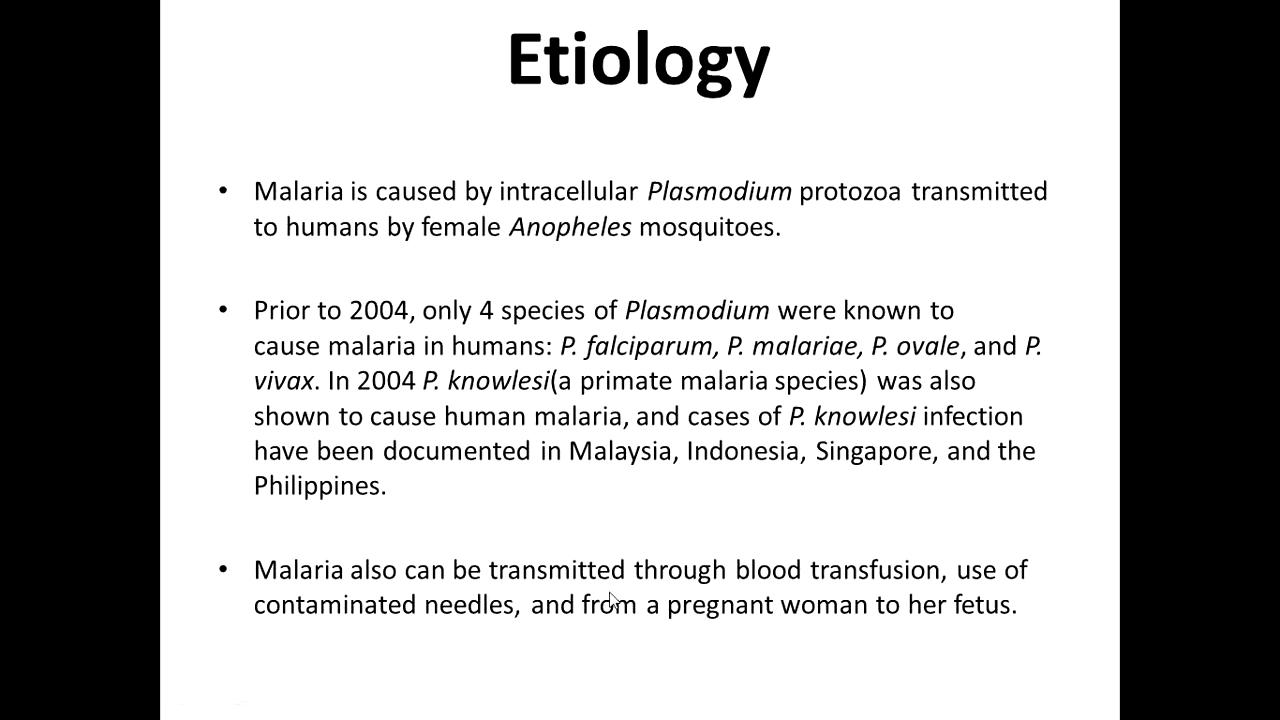 Etiology
• Malaria is caused by intracellular Plasmodium protozoa transmitted
to humans by female Anopheles mosquitoes.
• Prior to 2004, only 4 species of Plasmodium were known to
cause malaria in humans: P. falciparum, P. malariae, P. ovale, and P.
vivax. In 2004 P. knowlesi(a primate malaria species) was also
shown to cause human malaria, and cases of P. knowlesi infection
have been documented in Malaysia, Indonesia, Singapore, and the
Philippines.
• Malaria also can be transmitted through blood transfusion, use of
contaminated needles, and from a pregnant woman to her fetus.